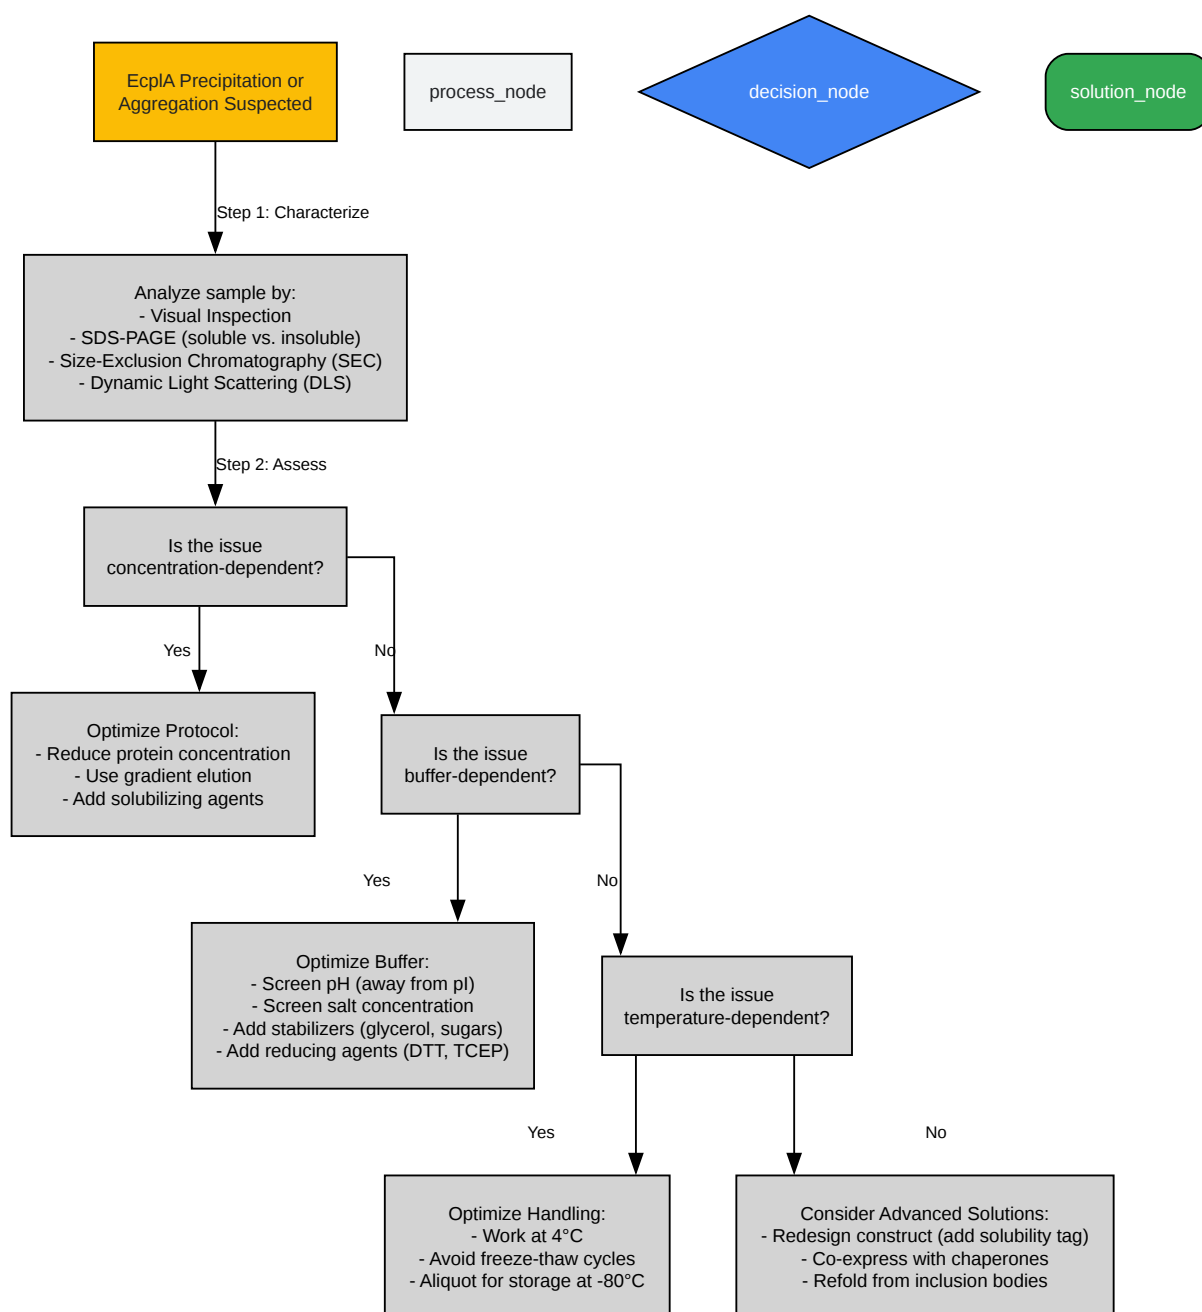 EcpIA Precipitation or
Aggregation Suspected
process_node
decision_node
solution_node
Step 1: Characterize
Analyze sample by:
- Visual Inspection
- SDS-PAGE (soluble vs. insoluble)
- Size-Exclusion Chromatography (SEC)
- Dynamic Light Scattering (DLS)
Step 2: Assess
Is the issue
concentration-dependent?
Yes
No
Optimize Protocol:
- Reduce protein concentration
- Use gradient elution
- Add solubilizing agents
Is the issue
buffer-dependent?
Yes
No
Optimize Buffer:
- Screen pH (away from pI)
- Screen salt concentration
- Add stabilizers (glycerol, sugars)
- Add reducing agents (DTT, TCEP)
Is the issue
temperature-dependent?
Yes
No
Optimize Handling:
- Work at 4°C
- Avoid freeze-thaw cycles
- Aliquot for storage at -80°C
Consider Advanced Solutions:
- Redesign construct (add solubility tag)
- Co-express with chaperones
- Refold from inclusion bodies